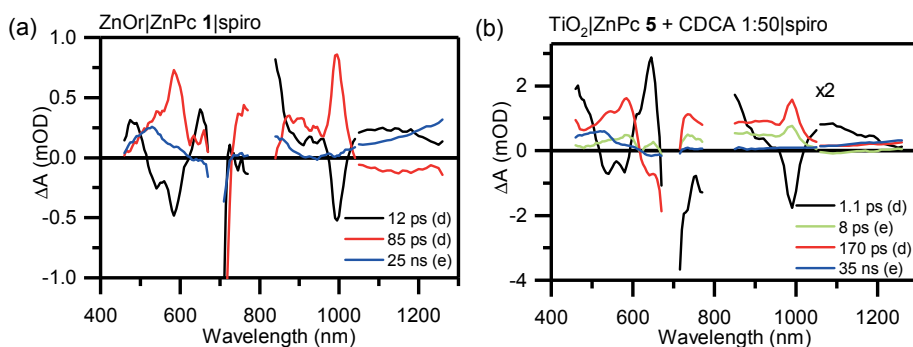 (a) ZnOr|ZnPc 1|spiro
ΔA (mOD)
1.0
0.5
0.0
-0.5
-1.0
12 ps (d)
85 ps (d)
25 ns (e)
400 600 800 1000 1200
Wavelength (nm)
(b) TiO₂|ZnPc 5 + CDCA 1:50|spiro
x2
ΔA (mOD)
2
0
-2
-4
1.1 ps (d)
8 ps (e)
170 ps (d)
35 ns (e)
400 600 800 1000 1200
Wavelength (nm)